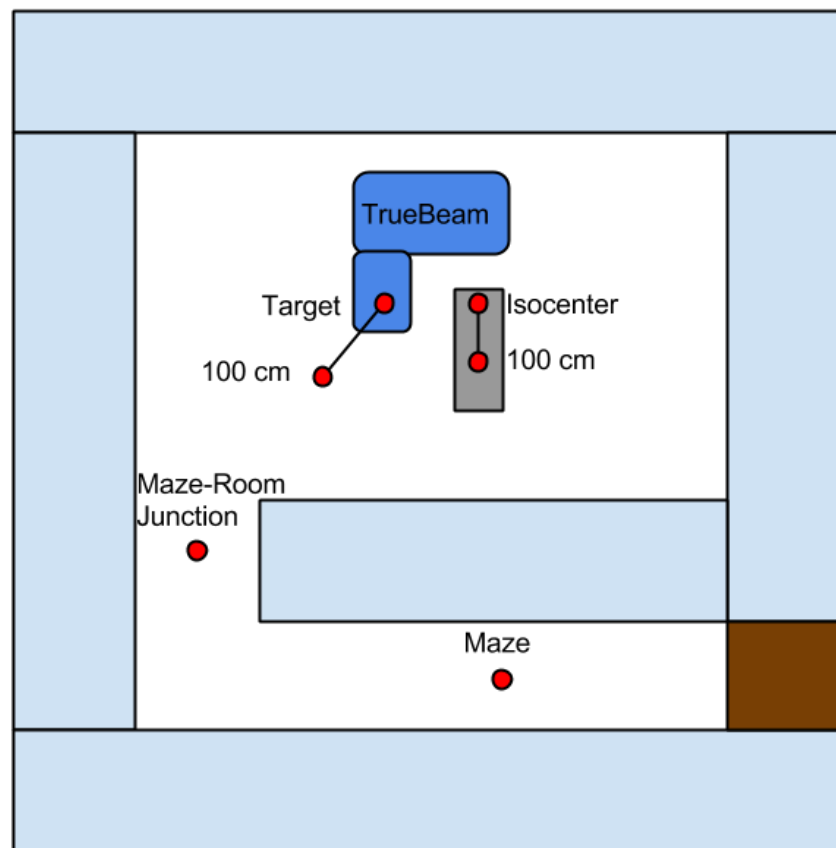 TrueBeam
Target
Isocenter
100 cm
100 cm
Maze-Room
Junction
Maze